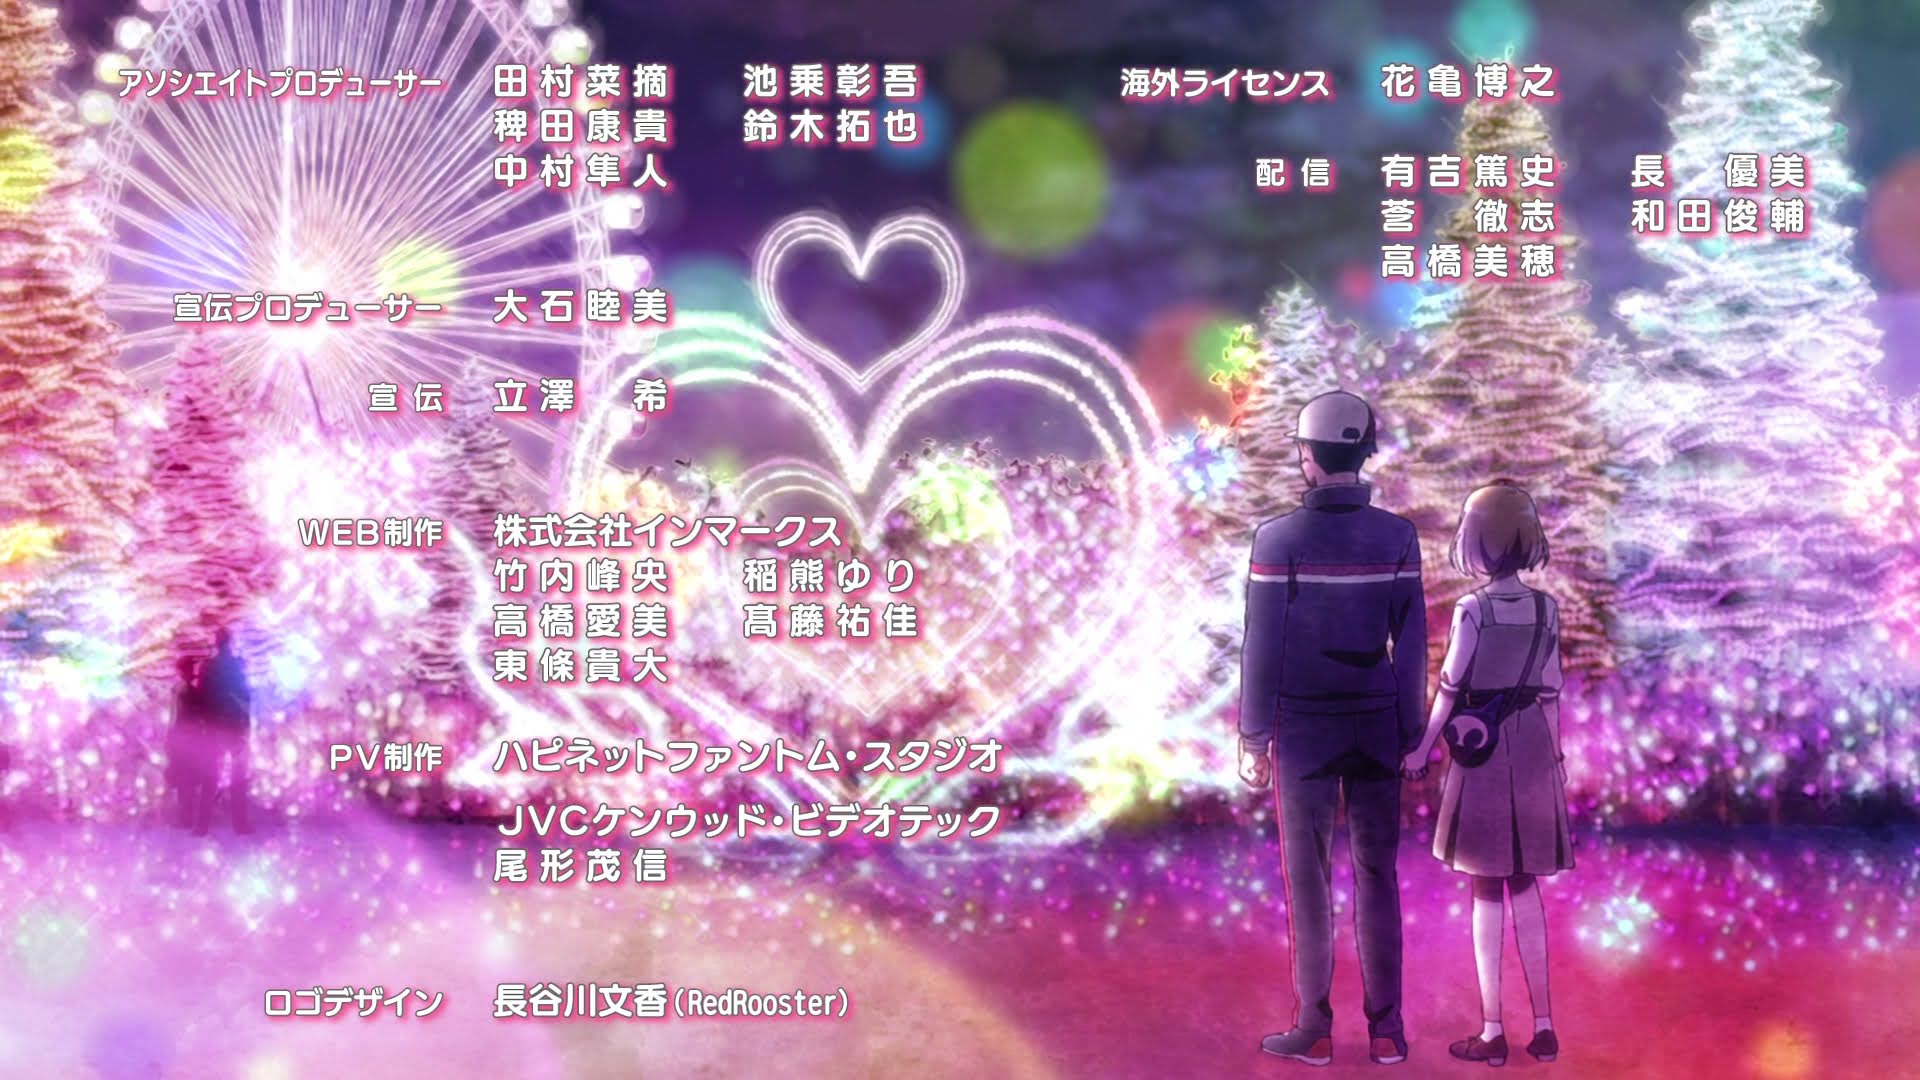 アソシエイトプロデューサー 田村菜摘 池乗彰吾
稗田康貴 鈴木拓也
中村隼人
宣伝プロデューサー 大石睦美
宣伝 立澤 希
WEB制作 株式会社インマークス
竹内峰央 稲熊ゆり
高橋愛美 髙藤祐佳
東條貴大
PV制作 ハピネットファントム・スタジオ
JVCケンウッド・ビデオテック
尾形茂信
ロゴデザイン 長谷川文香(RedRooster)
海外ライセンス 花亀博之
配信 有吉篤史 長 優美
徹志 和田俊輔
高橋美穂